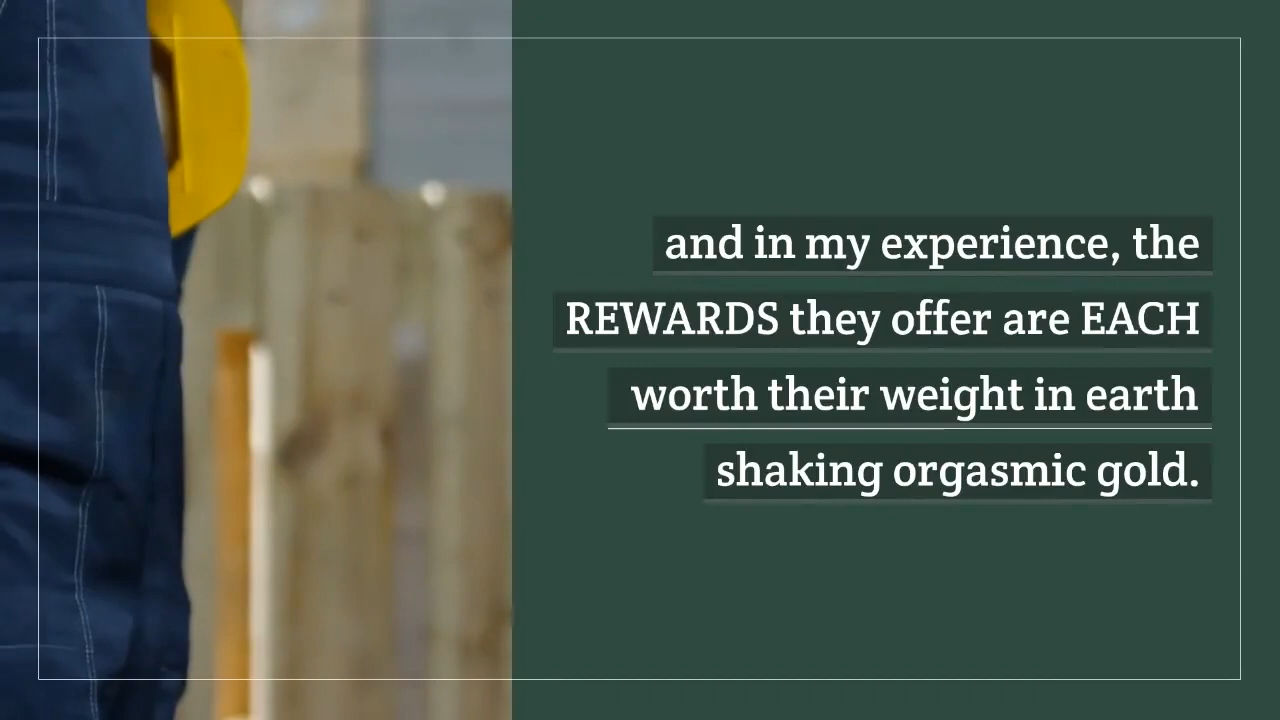 and in my experience, the
REWARDS they offer are EACH
worth their weight in earth
shaking orgasmic gold.